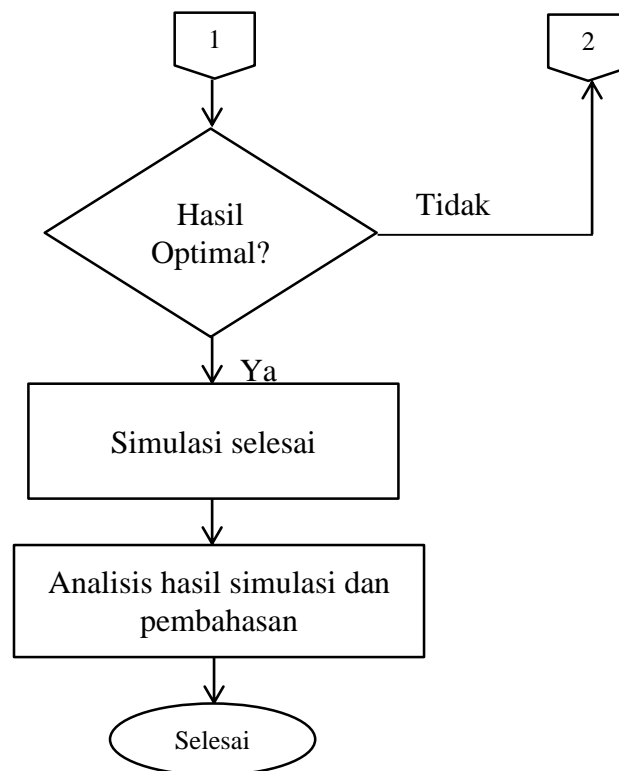 1
2
Hasil
Optimal?
Tidak
Ya
Simulasi selesai
Analisis hasil simulasi dan
pembahasan
Selesai